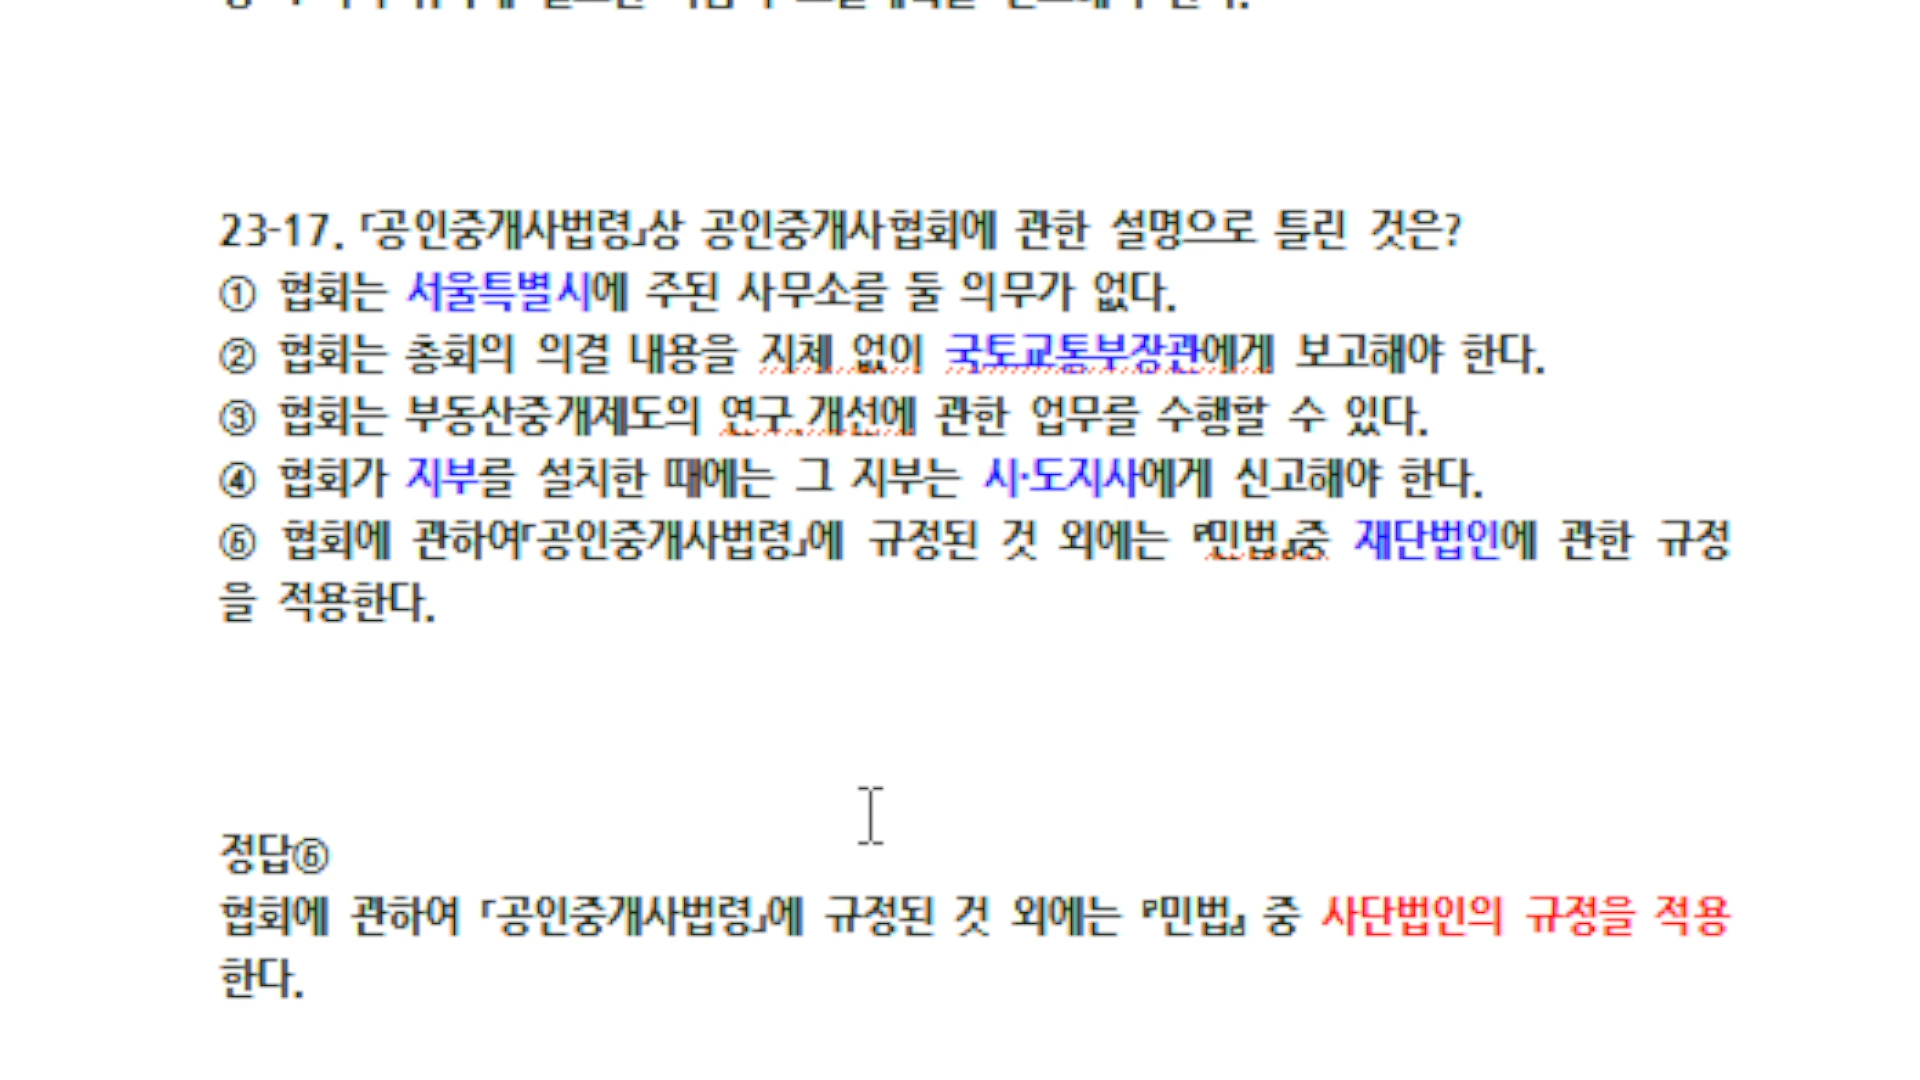 23-17. 「공인중개사법령」상 공인중개사협회에 관한 설명으로 틀린 것은?
① 협회는 서울특별시에 주된 사무소를 둘 의무가 없다.
② 협회는 총회의 의결 내용을 지체 없이 국토교통부장관에게 보고해야 한다.
③ 협회는 부동산중개제도의 연구.개선에 관한 업무를 수행할 수 있다.
④ 협회가 지부를 설치한 때에는 그 지부는 시·도지사에게 신고해야 한다.
⑤ 협회에 관하여「공인중개사법령」에 규정된 것 외에는 『민법』중 재단법인에 관한 규정
을 적용한다.
정답⑤
협회에 관하여 「공인중개사법령」에 규정된 것 외에는 『민법』 중 사단법인의 규정을 적용
한다.